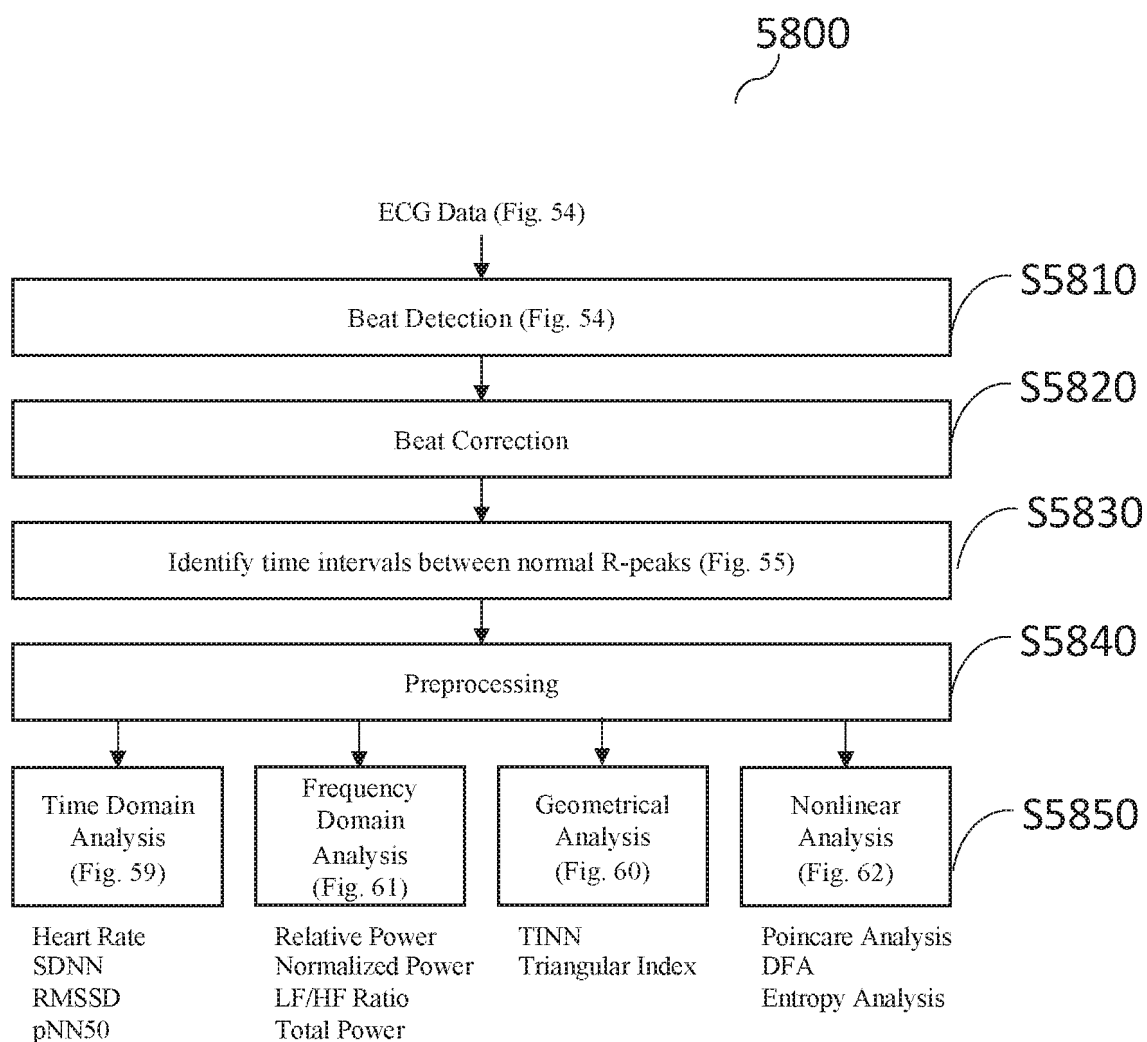 5800
ECG Data (Fig. 54)
S5810
Beat Detection (Fig. 54)
S5820
Beat Correction
S5830
Identify time intervals between normal R-peaks (Fig. 55)
S5840
Preprocessing
Time Domain
Analysis
(Fig. 59)
Frequency
Domain
Analysis
(Fig. 61)
Geometrical
Analysis
(Fig. 60)
Nonlinear
Analysis
(Fig. 62)
S5850
Heart Rate
SDNN
RMSSD
pNN50
Relative Power
Normalized Power
LF/HF Ratio
Total Power
TINN
Triangular Index
Poincare Analysis
DFA
Entropy Analysis